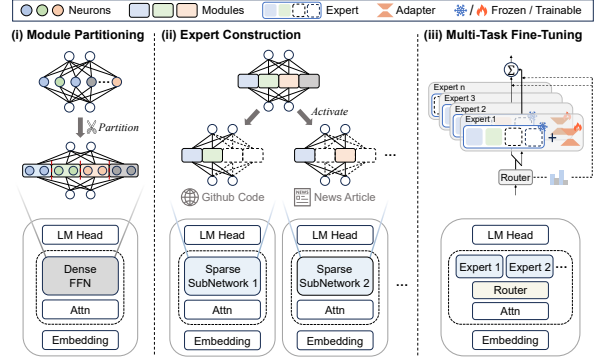 Neurons Modules Expert Adapter Frozen / Trainable
(i) Module Partitioning
Partition
LM Head
Dense
FFN
Attn
Embedding
(ii) Expert Construction
Activate
Github Code
NEWS
News Article
...
LM Head
Sparse
SubNetwork 1
Attn
Embedding
LM Head
Sparse
SubNetwork 2
Attn
Embedding
...
(iii) Multi-Task Fine-Tuning
Σ
Expert n
Expert 3
Expert 2
Expert 1
+
Router
LM Head
Expert 1 Expert 2 ...
Router
Attn
Embedding